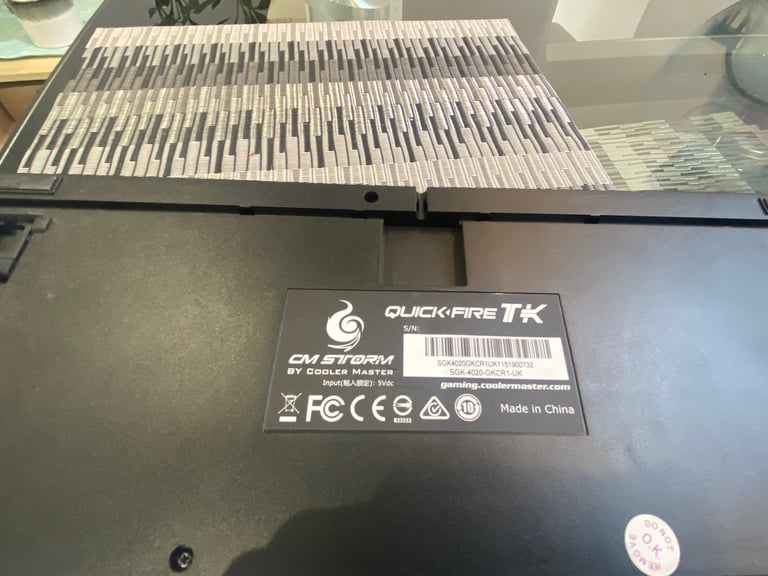 QUICK FIRE TK
S/N:
SGK4020GKCR1UK1151900732
SGK-4020-GKCR1-UK
CM STORM
BY COOLER MASTER
gaming.coolermaster.com
Input(輸入額定): 5Vdc
FC CE R33553 10
Made in China
DO NOT
O.K.
REMOVE